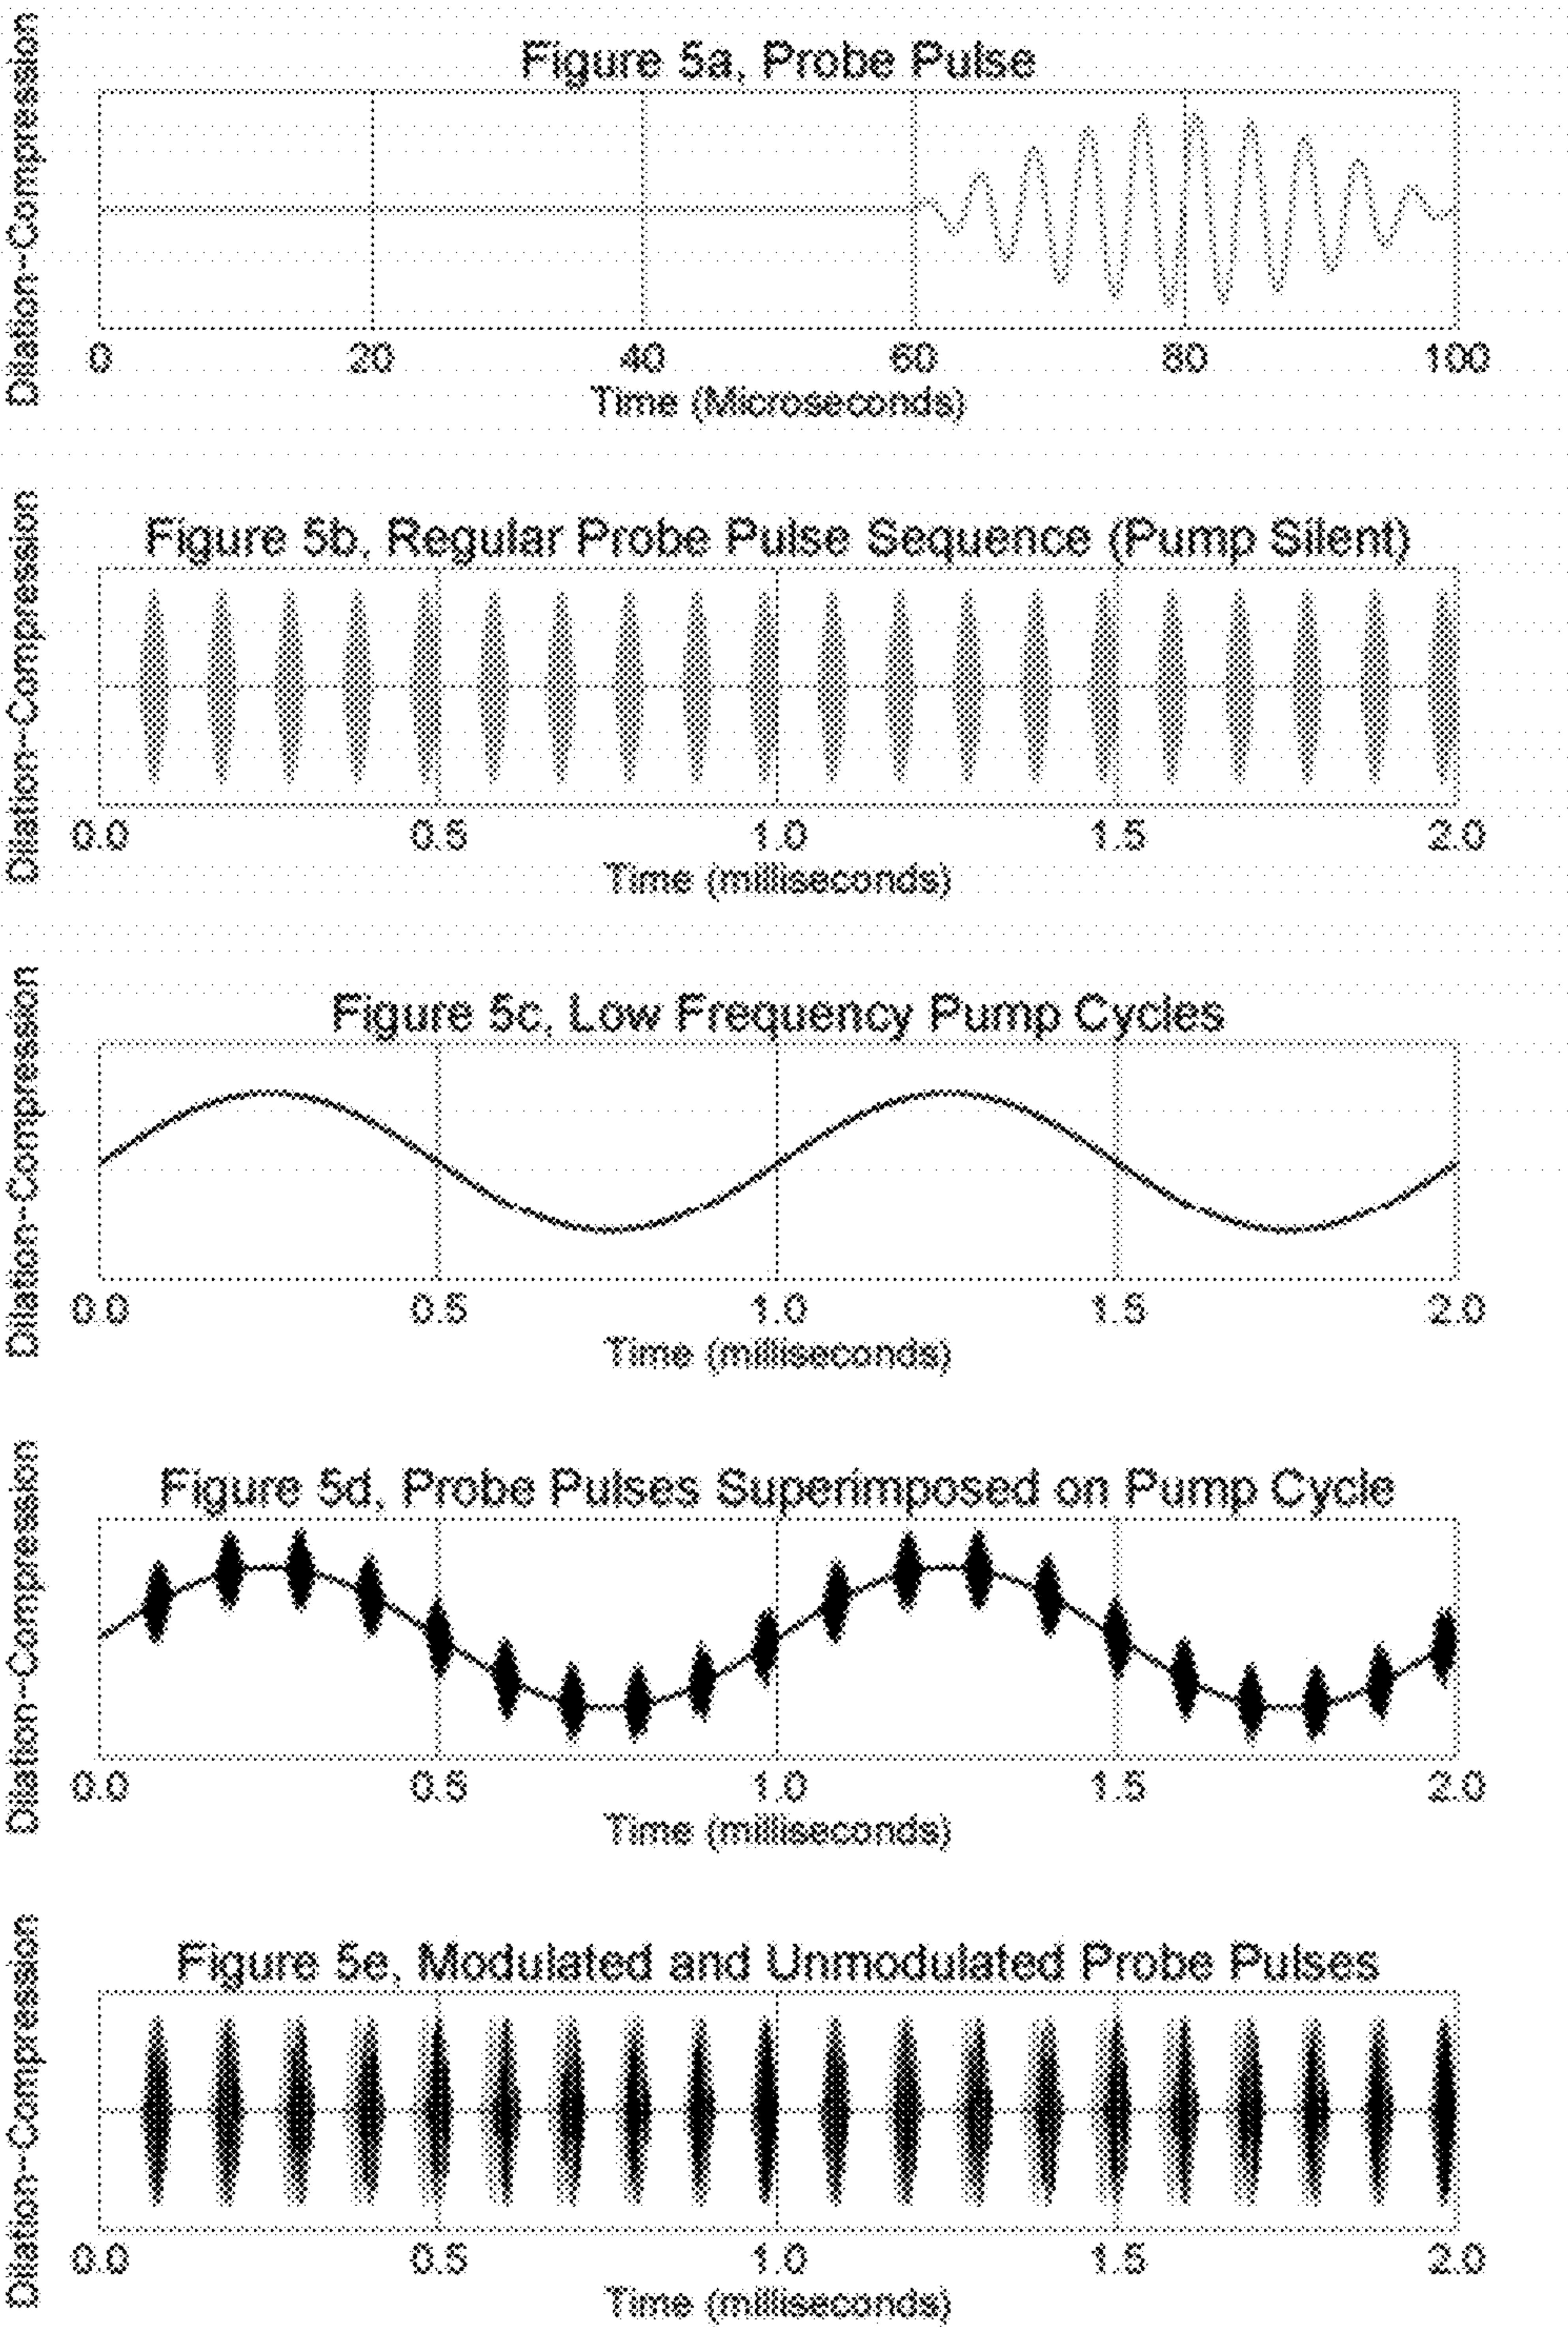 Figure 5a, Probe Pulse
Dilation--Compression
0 20 40 60 80 100
Time (Microseconds)
Figure 5b, Regular Probe Pulse Sequence (Pump Silent)
Dilation--Compression
0.0 0.5 1.0 1.5 2.0
Time (milliseconds)
Figure 5c, Low Frequency Pump Cycles
Dilation--Compression
0.0 0.5 1.0 1.5 2.0
Time (milliseconds)
Figure 5d, Probe Pulses Superimposed on Pump Cycle
Dilation--Compression
0.0 0.5 1.0 1.5 2.0
Time (milliseconds)
Figure 5e, Modulated and Unmodulated Probe Pulses
Dilation--Compression
0.0 0.5 1.0 1.5 2.0
Time (milliseconds)